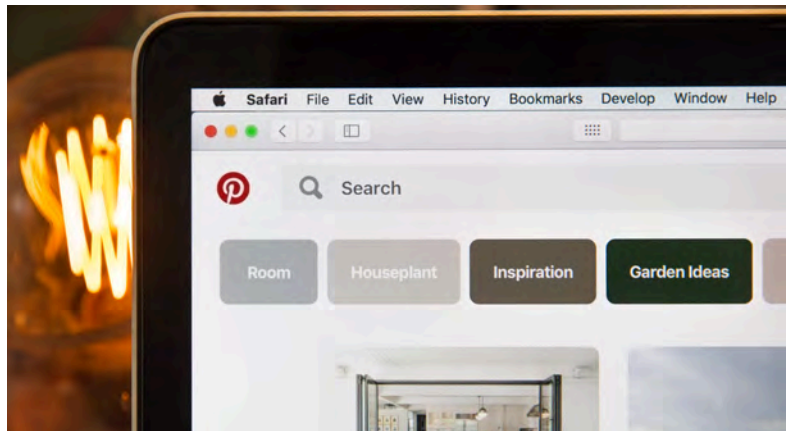 Safari File Edit View History Bookmarks Develop Window Help
Search
Room Houseplant Inspiration Garden Ideas